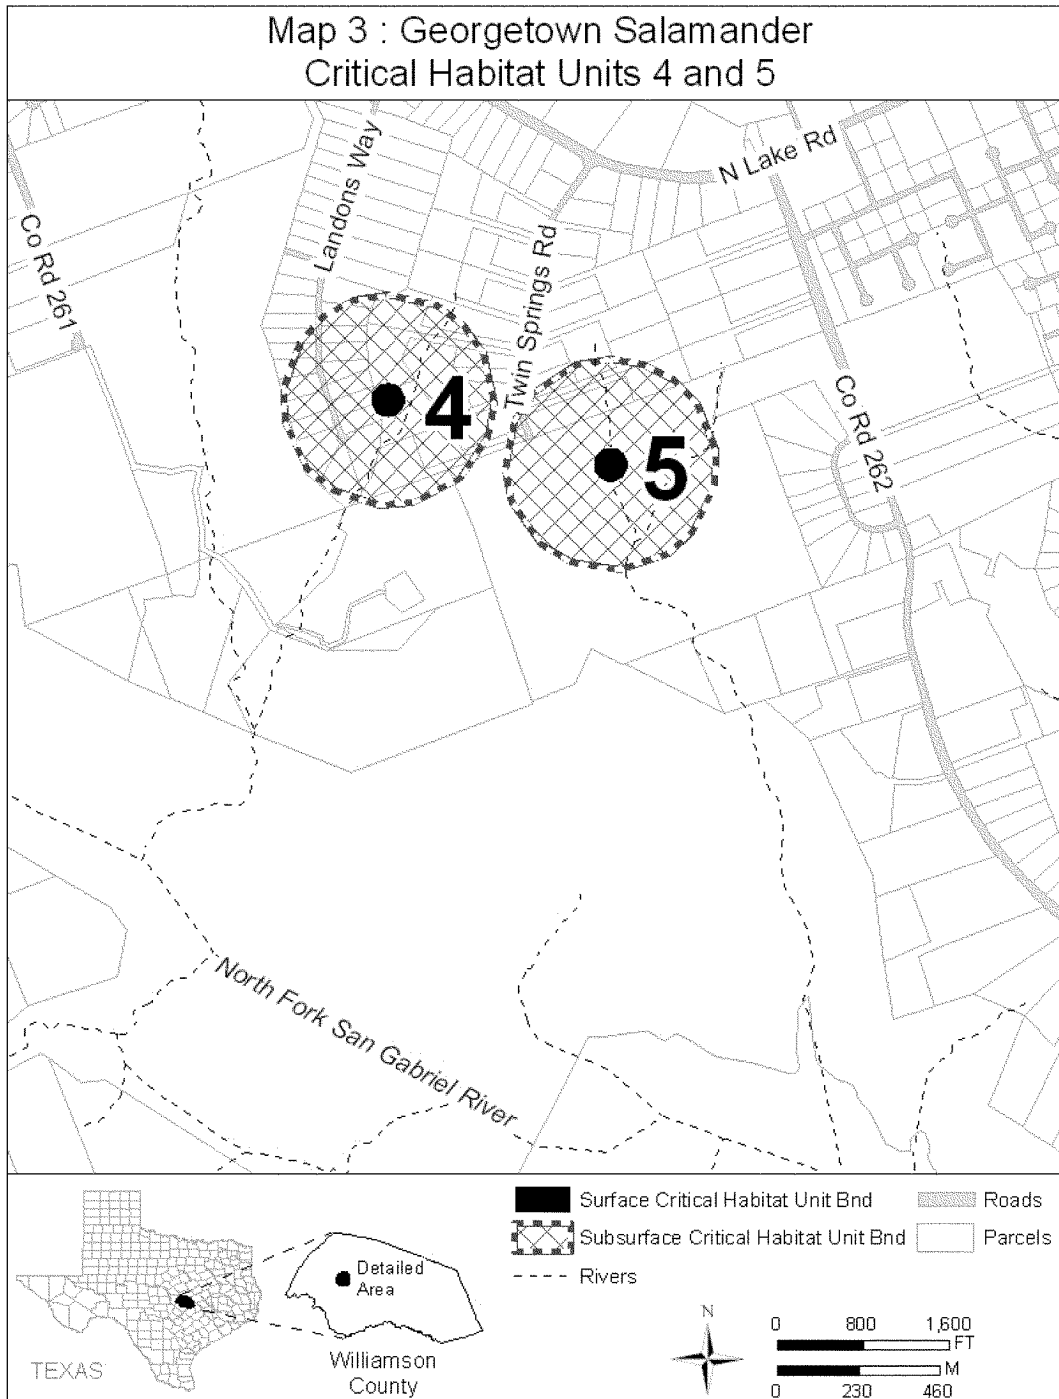 Map 3 : Georgetown Salamander
Critical Habitat Units 4 and 5
Co Rd 261
Landons Way
Twin Springs Rd
N Lake Rd
Co Rd 262
4
5
North Fork San Gabriel River
TEXAS
Detailed
Area
Williamson
County
Surface Critical Habitat Unit Bnd
Subsurface Critical Habitat Unit Bnd
Rivers
Roads
Parcels
N
0 800 1,600
FT
M
0 230 460